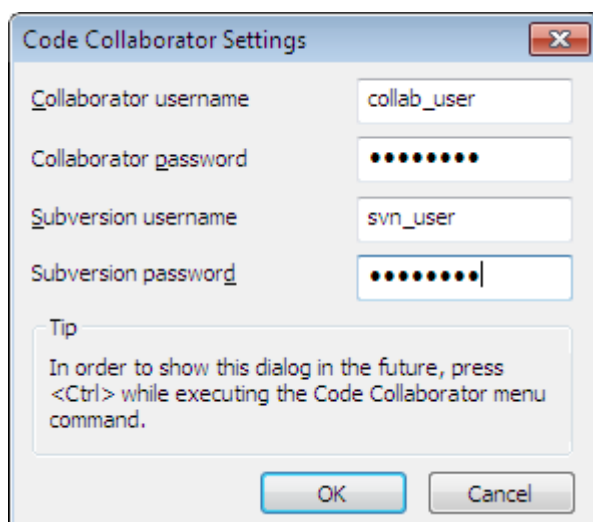 Code Collaborator Settings
Collaborator username collab_user
Collaborator password ●●●●●●●●
Subversion username svn_user
Subversion password ●●●●●●●●
Tip
In order to show this dialog in the future, press
<Ctrl> while executing the Code Collaborator menu
command.
OK Cancel